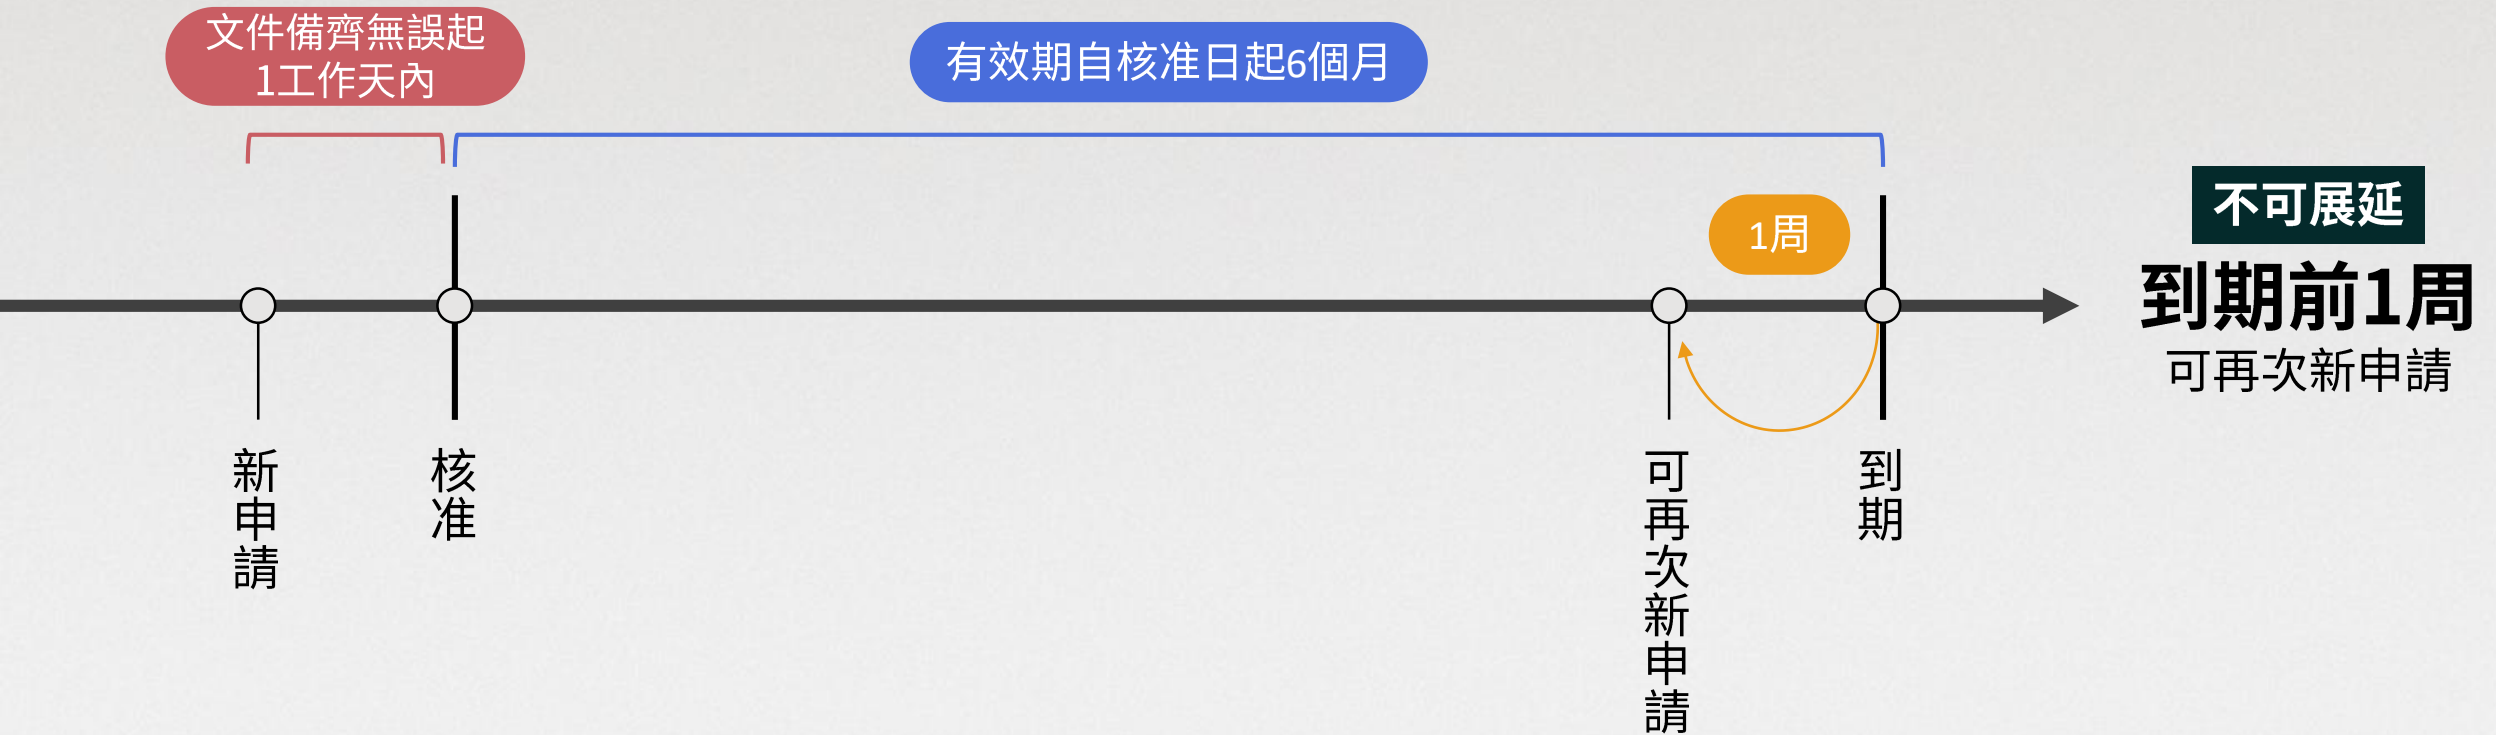 文件備齊無誤起
1工作天內
有效期自核准日起6個月
1周
不可展延
到期前1周
可再次新申請
新申請
核准
可再次新申請
到期